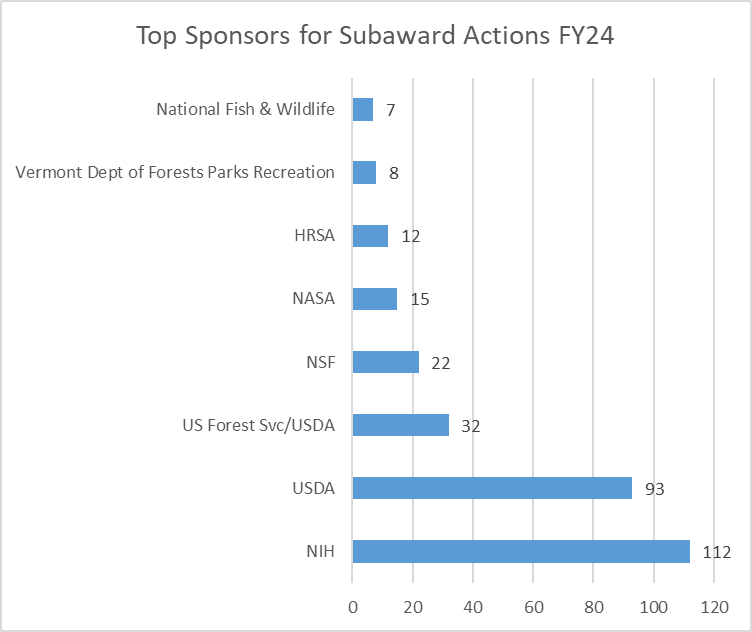 Top Sponsors for Subaward Actions FY24
National Fish & Wildlife 7
Vermont Dept of Forests Parks Recreation 8
HRSA 12
NASA 15
NSF 22
US Forest Svc/USDA 32
USDA 93
NIH 112
0 20 40 60 80 100 120